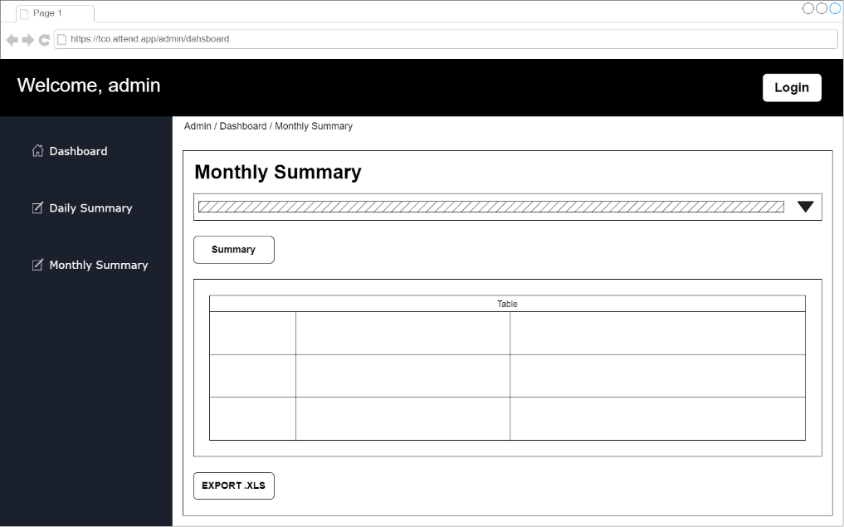 Page 1
https://tco.attend.app/admin/dahsboard
Welcome, admin
Login
Admin / Dashboard / Monthly Summary
Dashboard
Daily Summary
Monthly Summary
Monthly Summary
Summary
Table
EXPORT .XLS